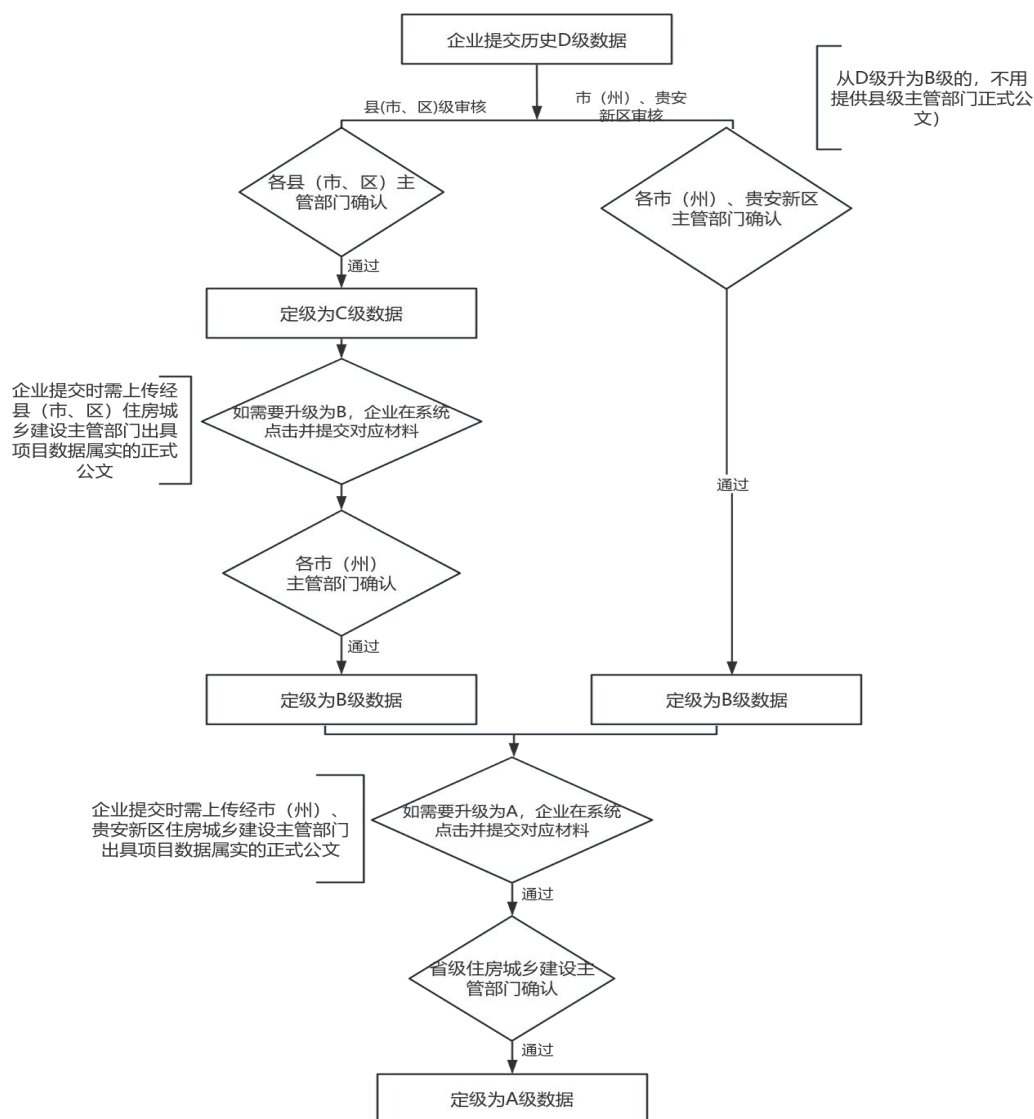 企业提交历史D级数据
从D级升为B级的，不用
提供县级主管部门正式公
文）
县(市、区)级审核
市（州）、贵安
新区审核
各县（市、区）主
管部门确认
各市（州）、贵安新区
主管部门确认
通过
定级为C级数据
企业提交时需上传经
县（市、区）住房城
乡建设主管部门出具
项目数据属实的正式
公文
如需要升级为B，企业在系统
点击并提交对应材料
通过
各市（州）
主管部门确认
通过
定级为B级数据
定级为B级数据
企业提交时需上传经市（州）、
贵安新区住房城乡建设主管部门
出具项目数据属实的正式公文
如需要升级为A，企业在系统
点击并提交对应材料
通过
省级住房城乡建设主
管部门确认
通过
定级为A级数据